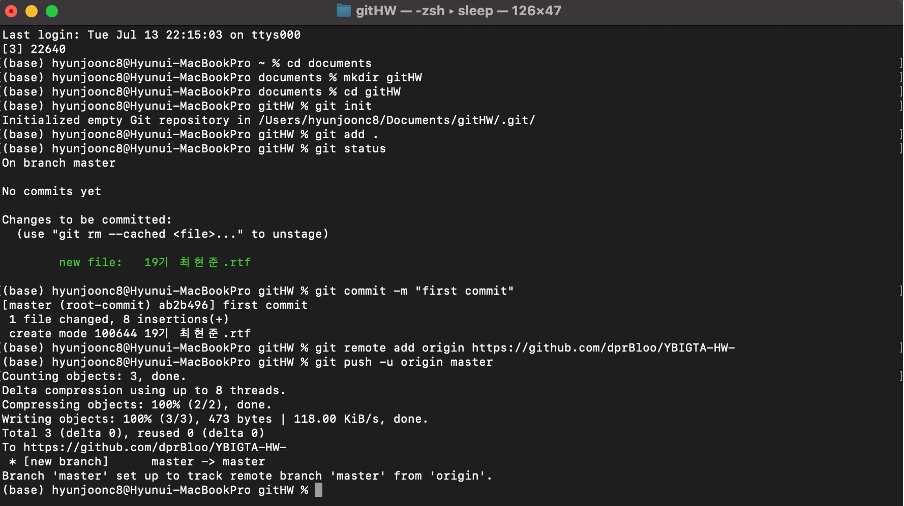 gitHW — -zsh ▸ sleep — 126×47
Last login: Tue Jul 13 22:15:03 on ttys000
[3] 22640
[(base) hyunjoonc8@Hyunui-MacBookPro ~ % cd documents ]
[(base) hyunjoonc8@Hyunui-MacBookPro documents % mkdir gitHW ]
[(base) hyunjoonc8@Hyunui-MacBookPro documents % cd gitHW ]
[(base) hyunjoonc8@Hyunui-MacBookPro gitHW % git init ]
Initialized empty Git repository in /Users/hyunjoonc8/Documents/gitHW/.git/
[(base) hyunjoonc8@Hyunui-MacBookPro gitHW % git add . ]
[(base) hyunjoonc8@Hyunui-MacBookPro gitHW % git status ]
On branch master
No commits yet
Changes to be committed:
(use "git rm --cached <file>..." to unstage)
new file: 19기 최현준.rtf
[(base) hyunjoonc8@Hyunui-MacBookPro gitHW % git commit -m "first commit" ]
[master (root-commit) ab2b496] first commit
1 file changed, 8 insertions(+)
create mode 100644 19기 최현준.rtf
[(base) hyunjoonc8@Hyunui-MacBookPro gitHW % git remote add origin https://github.com/dprBloo/YBIGTA-HW- ]
[(base) hyunjoonc8@Hyunui-MacBookPro gitHW % git push -u origin master ]
Counting objects: 3, done.
Delta compression using up to 8 threads.
Compressing objects: 100% (2/2), done.
Writing objects: 100% (3/3), 473 bytes | 118.00 KiB/s, done.
Total 3 (delta 0), reused 0 (delta 0)
To https://github.com/dprBloo/YBIGTA-HW-
* [new branch] master -> master
Branch 'master' set up to track remote branch 'master' from 'origin'.
(base) hyunjoonc8@Hyunui-MacBookPro gitHW %